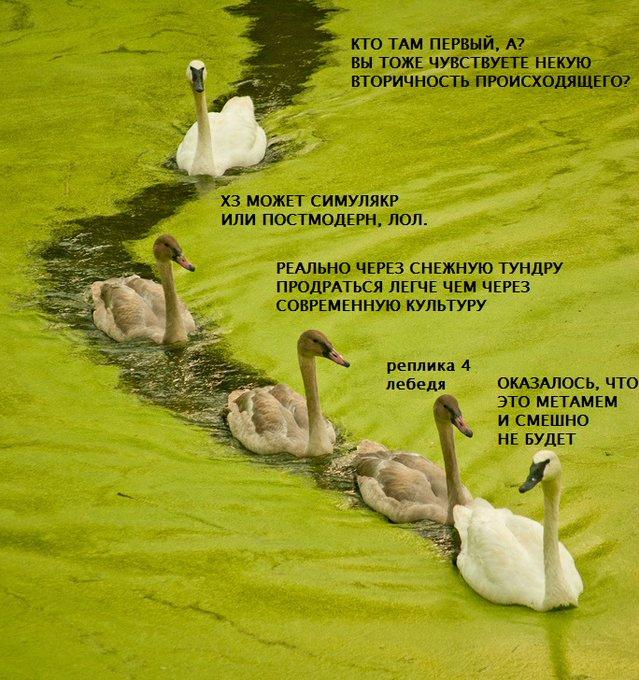 КТО ТАМ ПЕРВЫЙ, А?
ВЫ ТОЖЕ ЧУВСТВУЕТЕ НЕКУЮ
ВТОРИЧНОСТЬ ПРОИСХОДЯЩЕГО?
ХЗ МОЖЕТ СИМУЛЯКР
ИЛИ ПОСТМОДЕРН, ЛОЛ.
РЕАЛЬНО ЧЕРЕЗ СНЕЖНУЮ ТУНДРУ
ПРОДРАТЬСЯ ЛЕГЧЕ ЧЕМ ЧЕРЕЗ
СОВРЕМЕННУЮ КУЛЬТУРУ
реплика 4
лебедя
ОКАЗАЛОСЬ, ЧТО
ЭТО МЕТАМЕМ
И СМЕШНО
НЕ БУДЕТ